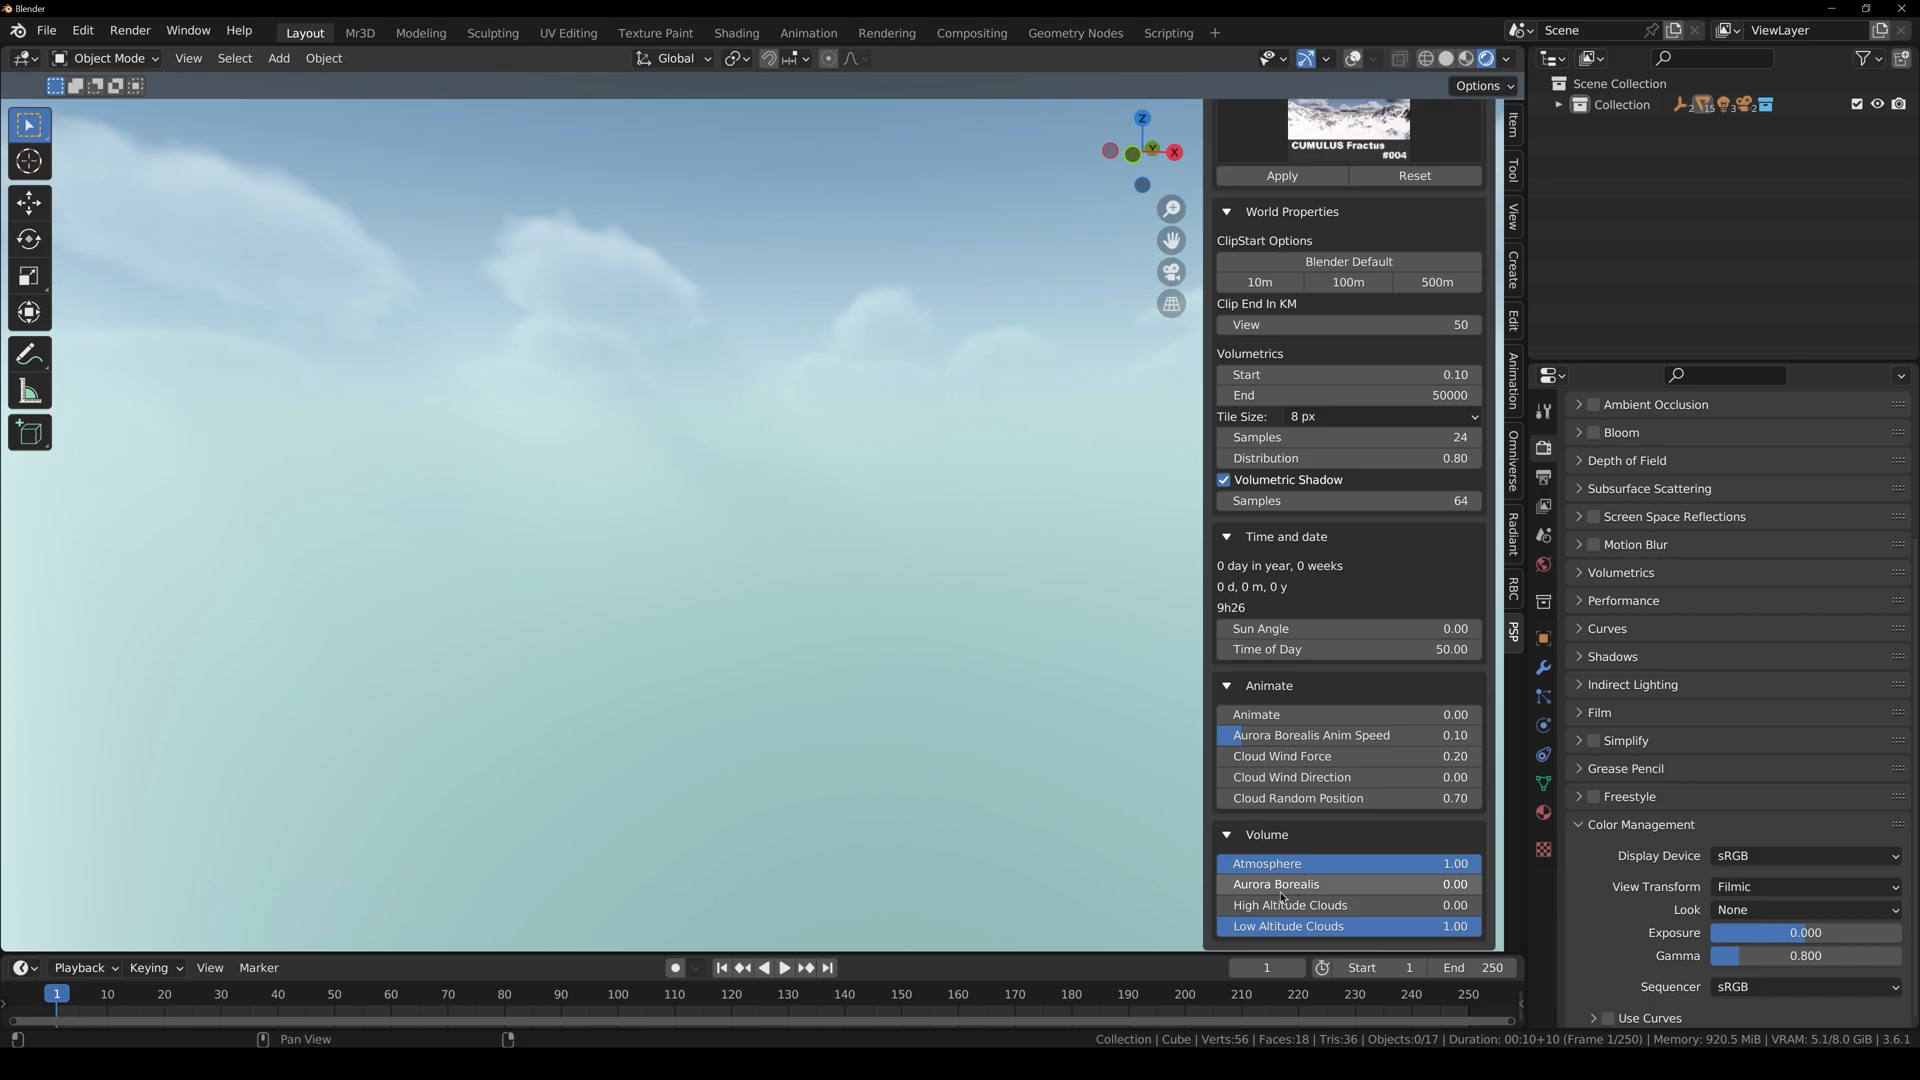 Blender
File Edit Render Window Help Layout Mr3D Modeling Sculpting UV Editing Texture Paint Shading Animation Rendering Compositing Geometry Nodes Scripting + Scene ViewLayer
Object Mode View Select Add Object Global
Options
Scene Collection
Collection 2 15 3 2
Z
Y
X
CUMULUS Fractus
#004
Apply Reset
World Properties
ClipStart Options
Blender Default
10m 100m 500m
Clip End In KM
View 50
Volumetrics
Start 0.10
End 50000
Tile Size: 8 px
Samples 24
Distribution 0.80
Volumetric Shadow
Samples 64
Time and date
0 day in year, 0 weeks
0 d, 0 m, 0 y
9h26
Sun Angle 0.00
Time of Day 50.00
Animate
Animate 0.00
Aurora Borealis Anim Speed 0.10
Cloud Wind Force 0.20
Cloud Wind Direction 0.00
Cloud Random Position 0.70
Volume
Atmosphere 1.00
Aurora Borealis 0.00
High Altitude Clouds 0.00
Low Altitude Clouds 1.00
Item
Tool
View
Create
Edit
Animation
Omniverse
Radiant
RBC
PSP
Ambient Occlusion
Bloom
Depth of Field
Subsurface Scattering
Screen Space Reflections
Motion Blur
Volumetrics
Performance
Curves
Shadows
Indirect Lighting
Film
Simplify
Grease Pencil
Freestyle
Color Management
Display Device sRGB
View Transform Filmic
Look None
Exposure 0.000
Gamma 0.800
Sequencer sRGB
Use Curves
Playback Keying View Marker 1 Start 1 End 250
1 10 20 30 40 50 60 70 80 90 100 110 120 130 140 150 160 170 180 190 200 210 220 230 240 250
Pan View
Collection | Cube | Verts:56 | Faces:18 | Tris:36 | Objects:0/17 | Duration: 00:10+10 (Frame 1/250) | Memory: 920.5 MiB | VRAM: 5.1/8.0 GiB | 3.6.1